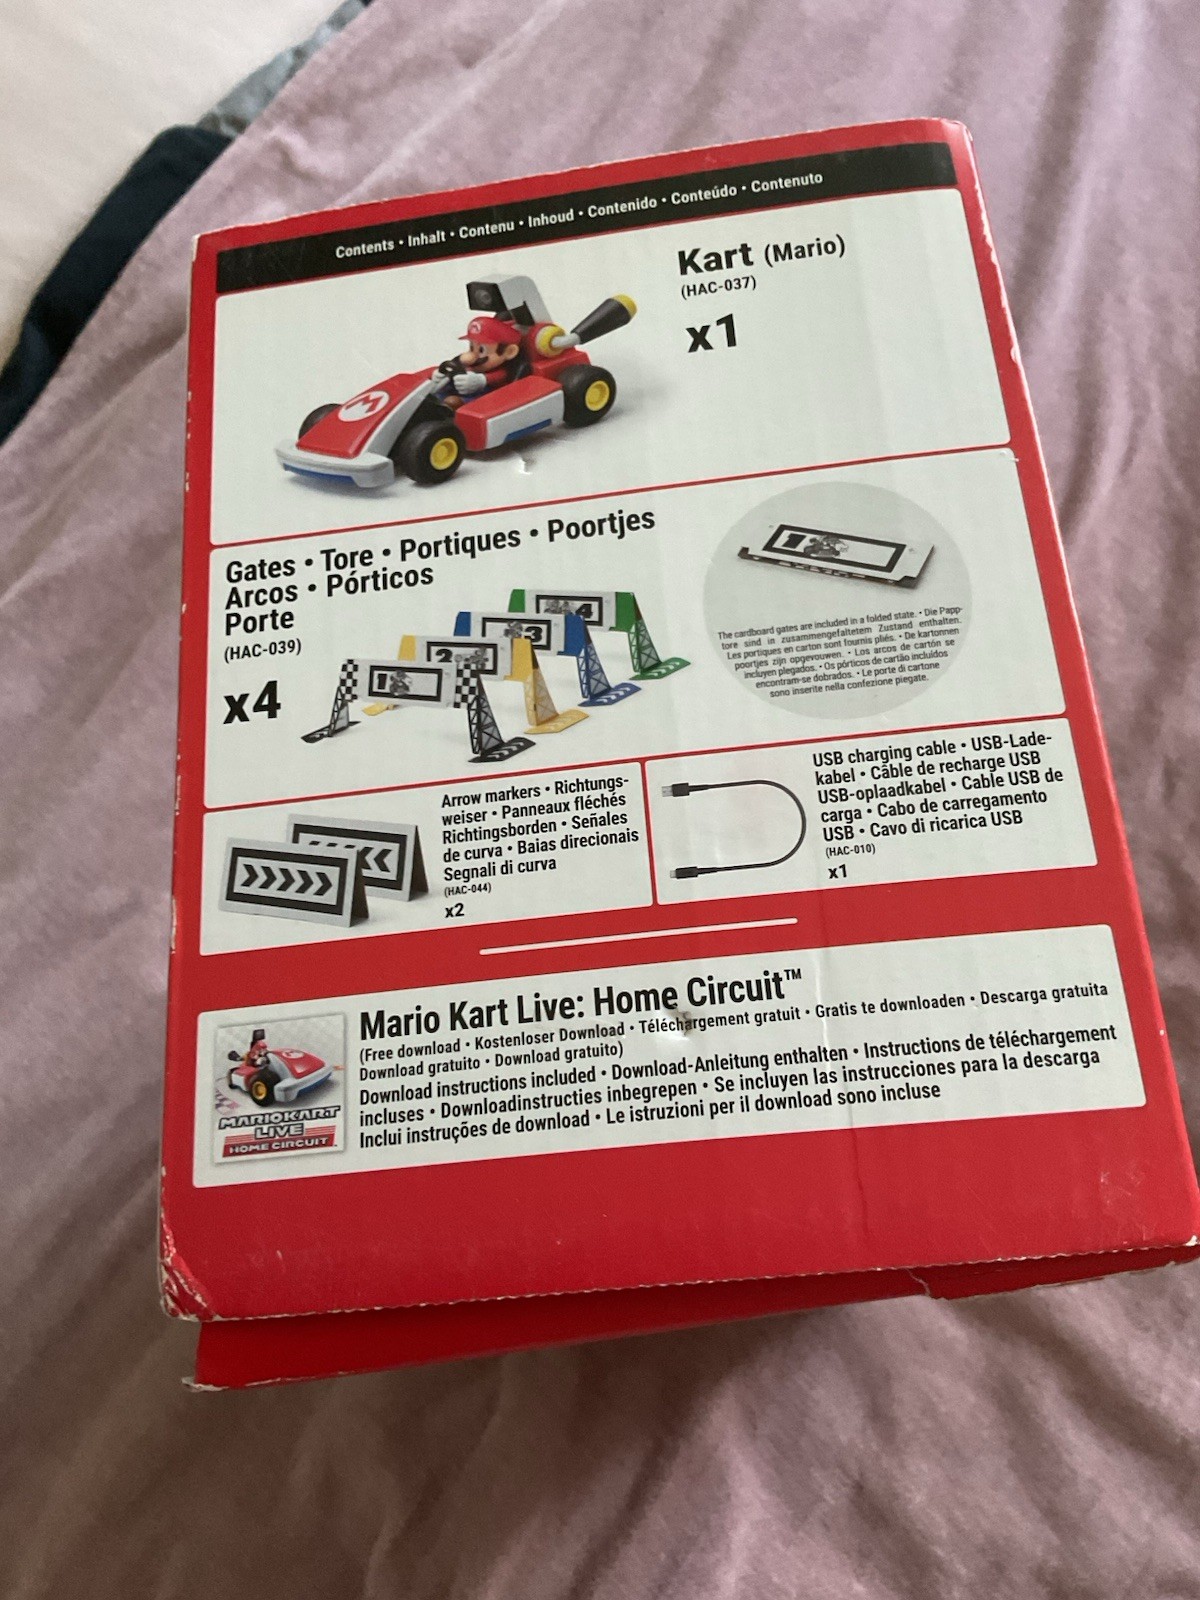 Contents • Inhalt • Contenu • Inhoud • Contenido • Conteúdo • Contenuto
Kart (Mario)
(HAC-037)
x1
M
Gates • Tore • Portiques • Poortjes
Arcos • Pórticos
Porte
(HAC-039)
x4
1
2
3
4
1
The cardboard gates are included in a folded state. • Die Papp-
tore sind in zusammengefaltetem Zustand enthalten.
Les portiques en carton sont fournis pliés. • De kartonnen
poortjes zijn opgevouwen. • Los arcos de cartón se
incluyen plegados. • Os pórticos de cartão incluídos
encontram-se dobrados. • Le porte di cartone
sono inserite nella confezione piegate.
Arrow markers • Richtungs-
weiser • Panneaux fléchés
Richtingsborden • Señales
de curva • Baias direcionais
Segnali di curva
(HAC-044)
x2
USB charging cable • USB-Lade-
kabel • Câble de recharge USB
USB-oplaadkabel • Cable USB de
carga • Cabo de carregamento
USB • Cavo di ricarica USB
(HAC-010)
x1
MARIOKART
LIVE
HOME CIRCUIT
Mario Kart Live: Home Circuit™
(Free download • Kostenloser Download • Téléchargement gratuit • Gratis te downloaden • Descarga gratuita
Download gratuito • Download gratuito)
Download instructions included • Download-Anleitung enthalten • Instructions de téléchargement
incluses • Downloadinstructies inbegrepen • Se incluyen las instrucciones para la descarga
Inclui instruções de download • Le istruzioni per il download sono incluse